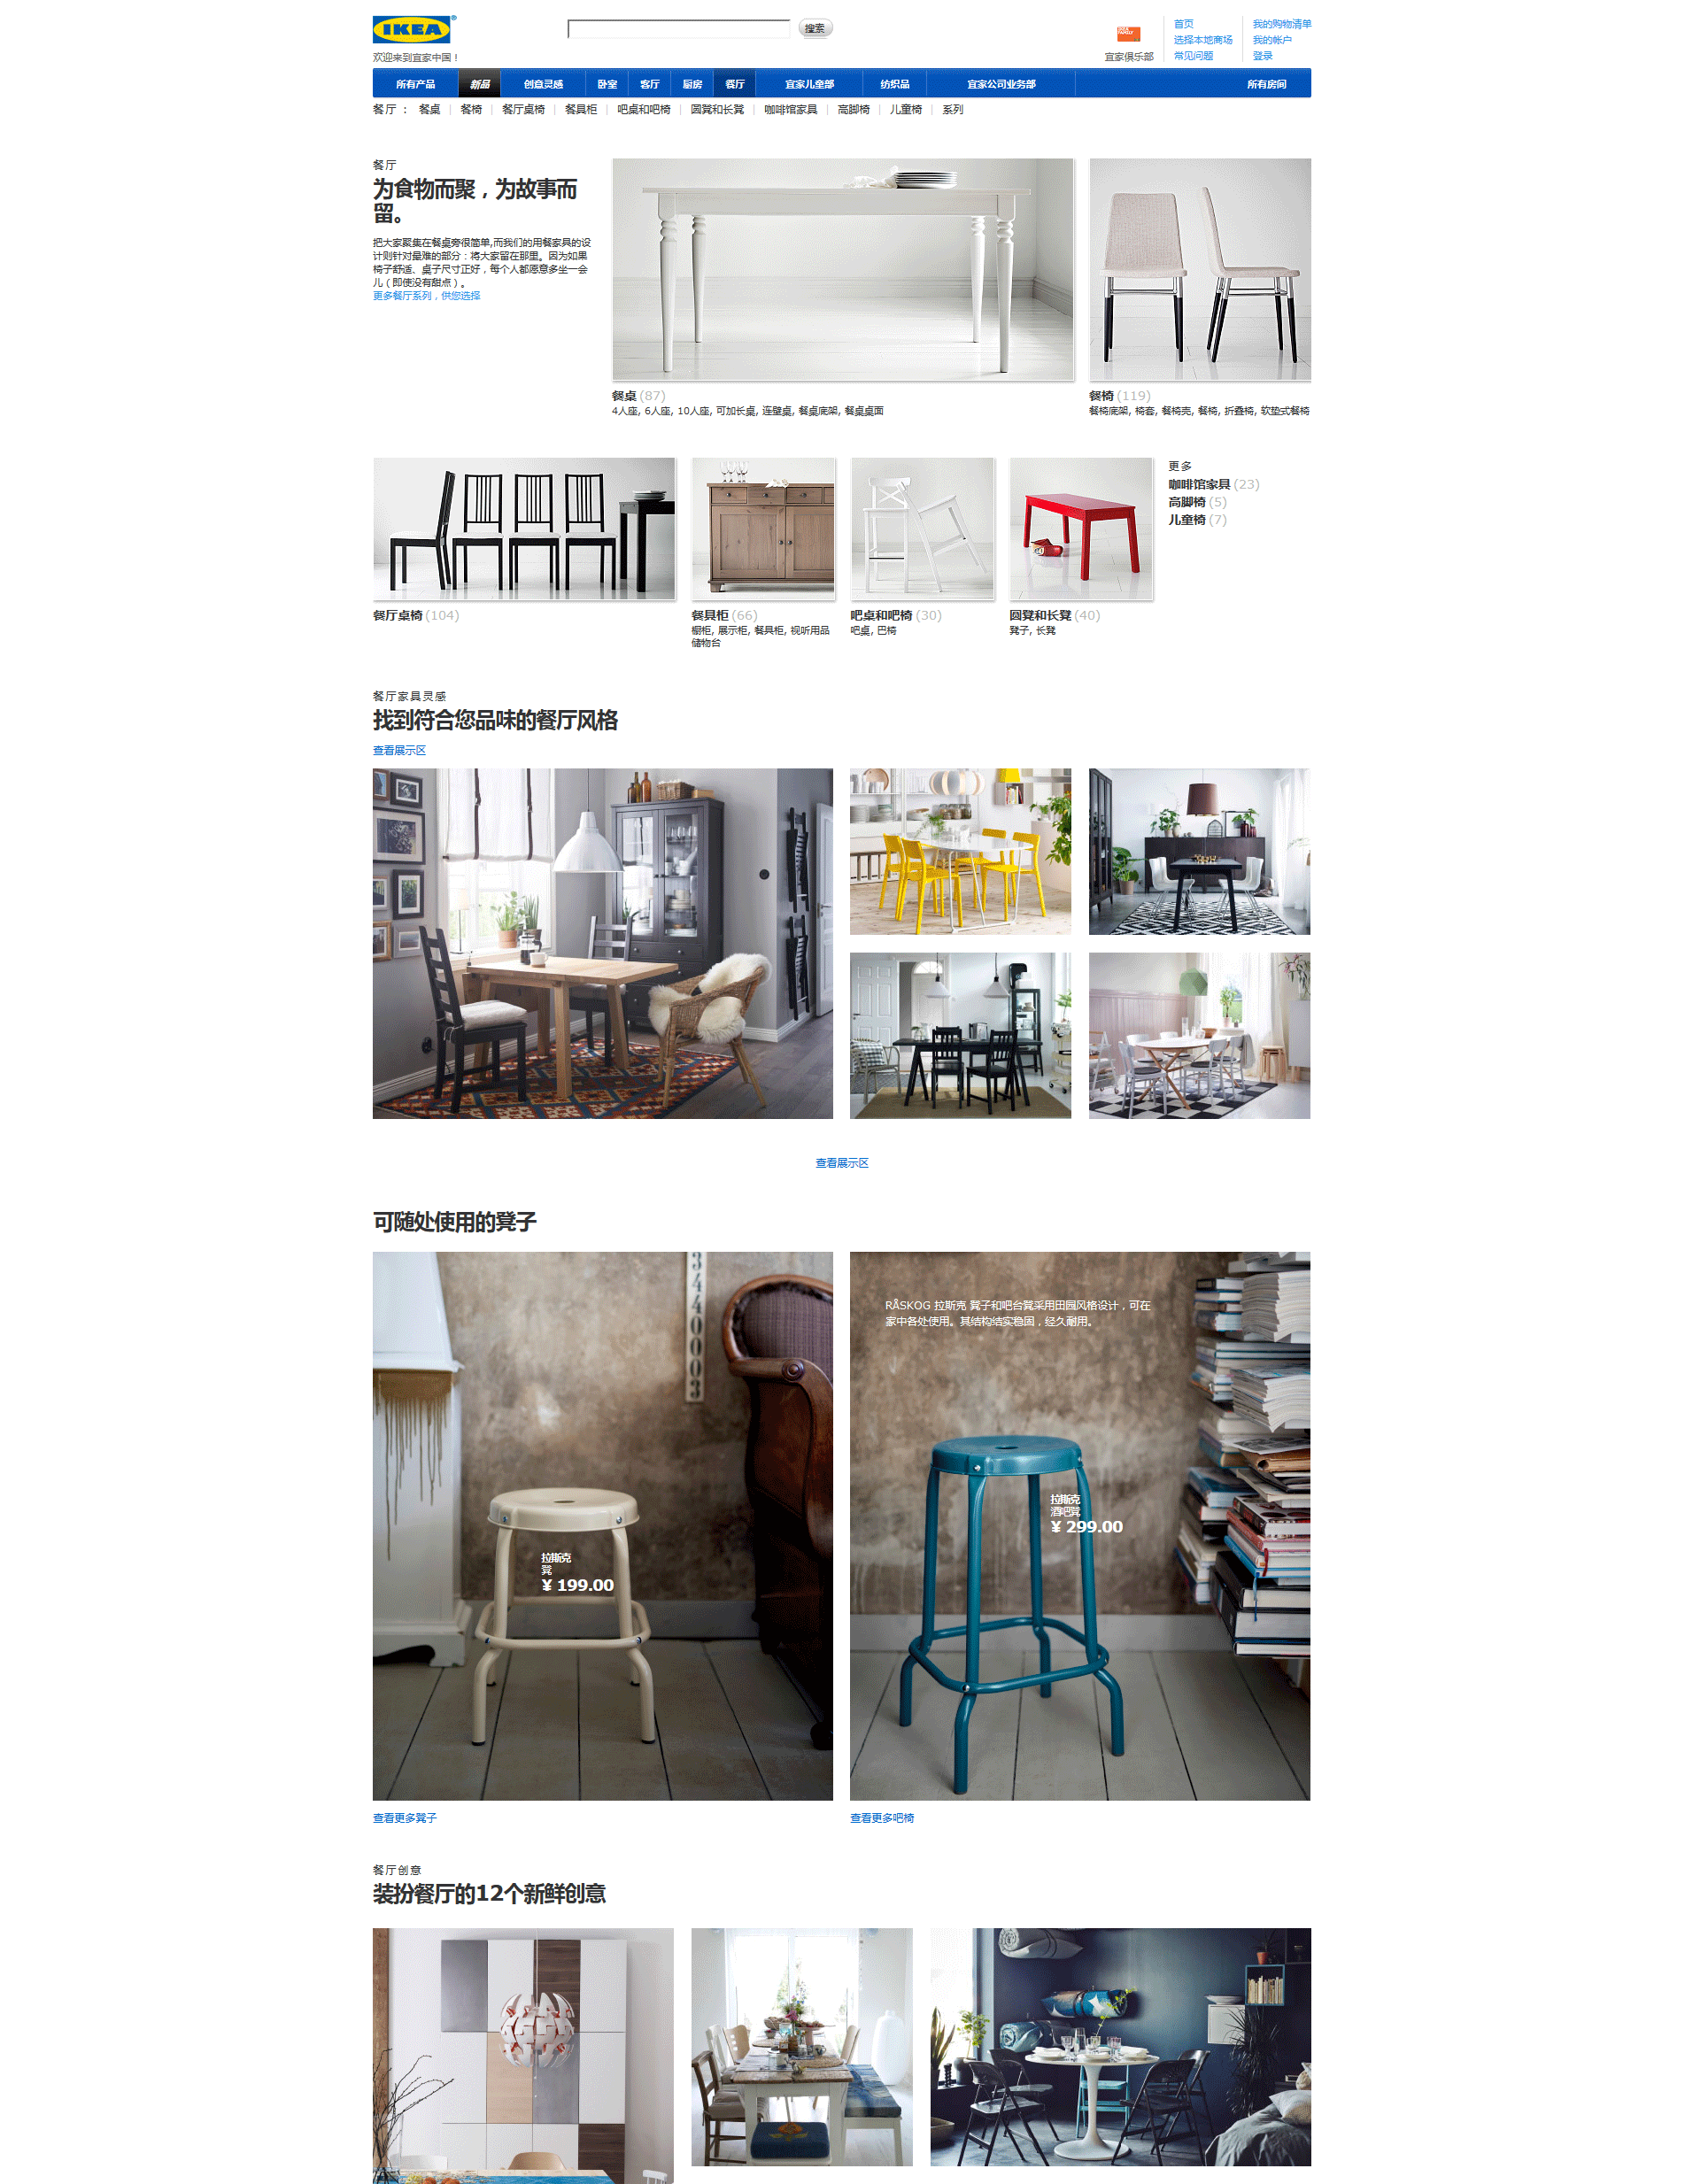 IKEA
搜索
宜家俱乐部
首页
选择本地商场
常见问题
我的购物清单
我的帐户
登录
欢迎来到宜家中国！
所有产品 新品 创意灵感 卧室 客厅 厨房 餐厅 宜家儿童部 纺织品 宜家公司业务部 所有房间
餐厅 ： 餐桌 | 餐椅 | 餐厅桌椅 | 餐具柜 | 吧桌和吧椅 | 圆凳和长凳 | 咖啡馆家具 | 高脚椅 | 儿童椅 | 系列
餐厅
为食物而聚，为故事而
留。
把大家聚集在餐桌旁很简单,而我们的用餐家具的设
计则针对最难的部分：将大家留在那里。因为如果
椅子舒适、桌子尺寸正好，每个人都愿意多坐一会
儿（即使没有甜点）。
更多餐厅系列，供您选择
餐桌 (87)
4人座, 6人座, 10人座, 可加长桌, 连壁桌, 餐桌底架, 餐桌桌面
餐椅 (119)
餐椅底架, 椅套, 餐椅壳, 餐椅, 折叠椅, 软垫式餐椅
餐厅桌椅 (104)
餐具柜 (66)
橱柜, 展示柜, 餐具柜, 视听用品
储物台
吧桌和吧椅 (30)
吧桌, 巴椅
圆凳和长凳 (40)
凳子, 长凳
更多
咖啡馆家具 (23)
高脚椅 (5)
儿童椅 (7)
餐厅家具灵感
找到符合您品味的餐厅风格
查看展示区
查看展示区
可随处使用的凳子
3440003
拉斯克
凳
¥ 199.00
RÅSKOG 拉斯克 凳子和吧台凳采用田园风格设计，可在
家中各处使用。其结构结实稳固，经久耐用。
拉斯克
酒吧凳
¥ 299.00
查看更多凳子
查看更多吧椅
餐厅创意
装扮餐厅的12个新鲜创意